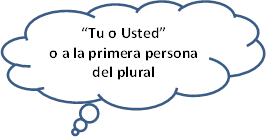 “Tu o Usted”
o a la primera persona
del plural